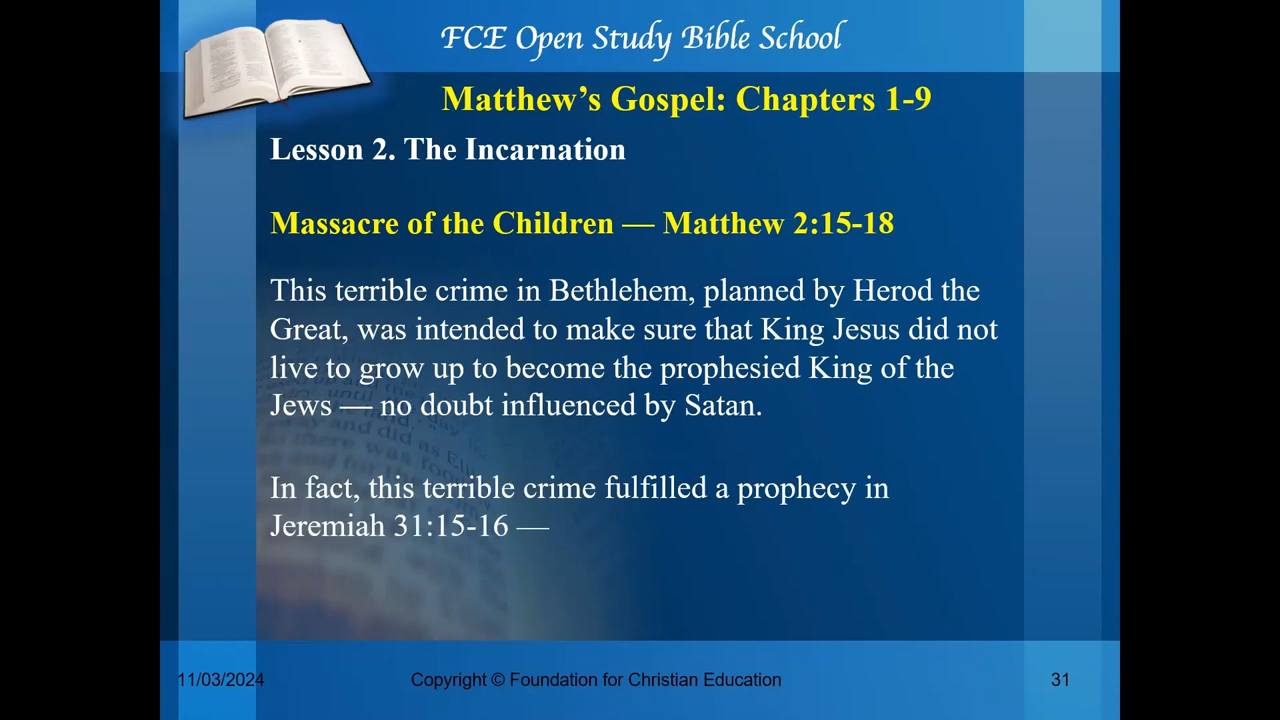 FCE Open Study Bible School
Matthew’s Gospel: Chapters 1-9
Lesson 2. The Incarnation
Massacre of the Children — Matthew 2:15-18
This terrible crime in Bethlehem, planned by Herod the
Great, was intended to make sure that King Jesus did not
live to grow up to become the prophesied King of the
Jews — no doubt influenced by Satan.
In fact, this terrible crime fulfilled a prophecy in
Jeremiah 31:15-16 —
11/03/2024
Copyright © Foundation for Christian Education
31